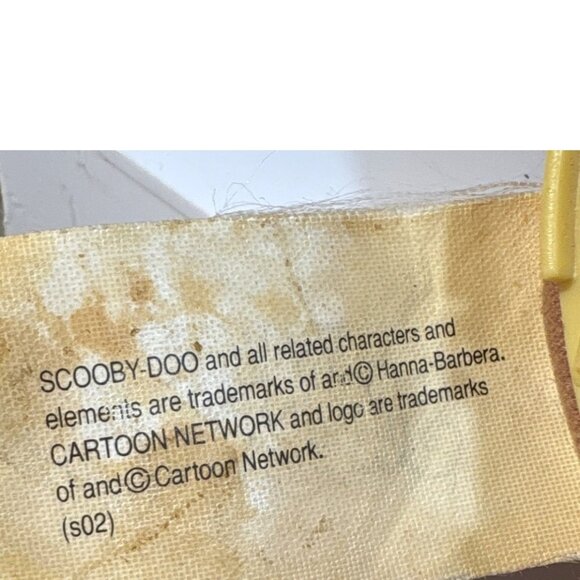 SCOOBY-DOO and all related characters and
elements are trademarks of and © Hanna-Barbera.
CARTOON NETWORK and logo are trademarks
of and © Cartoon Network.
(s02)